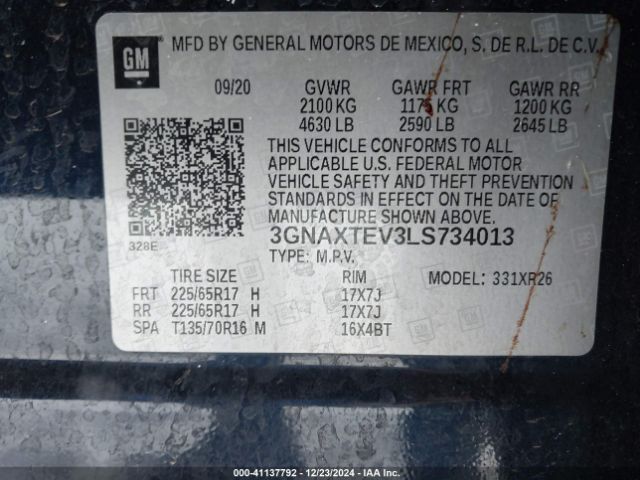 GM
MFD BY GENERAL MOTORS DE MEXICO, S. DE R.L. DE C.V.
09/20 GVWR GAWR FRT GAWR RR
2100 KG 1175 KG 1200 KG
4630 LB 2590 LB 2645 LB
THIS VEHICLE CONFORMS TO ALL
APPLICABLE U.S. FEDERAL MOTOR
VEHICLE SAFETY AND THEFT PREVENTION
STANDARDS IN EFFECT ON THE DATE OF
MANUFACTURE SHOWN ABOVE.
328E
3GNAXTEV3LS734013
TYPE: M.P.V.
TIRE SIZE RIM MODEL: 331XR26
FRT 225/65R17 H 17X7J
RR 225/65R17 H 17X7J
SPA T135/70R16 M 16X4BT
000-41137792 - 12/23/2024 - IAA Inc.